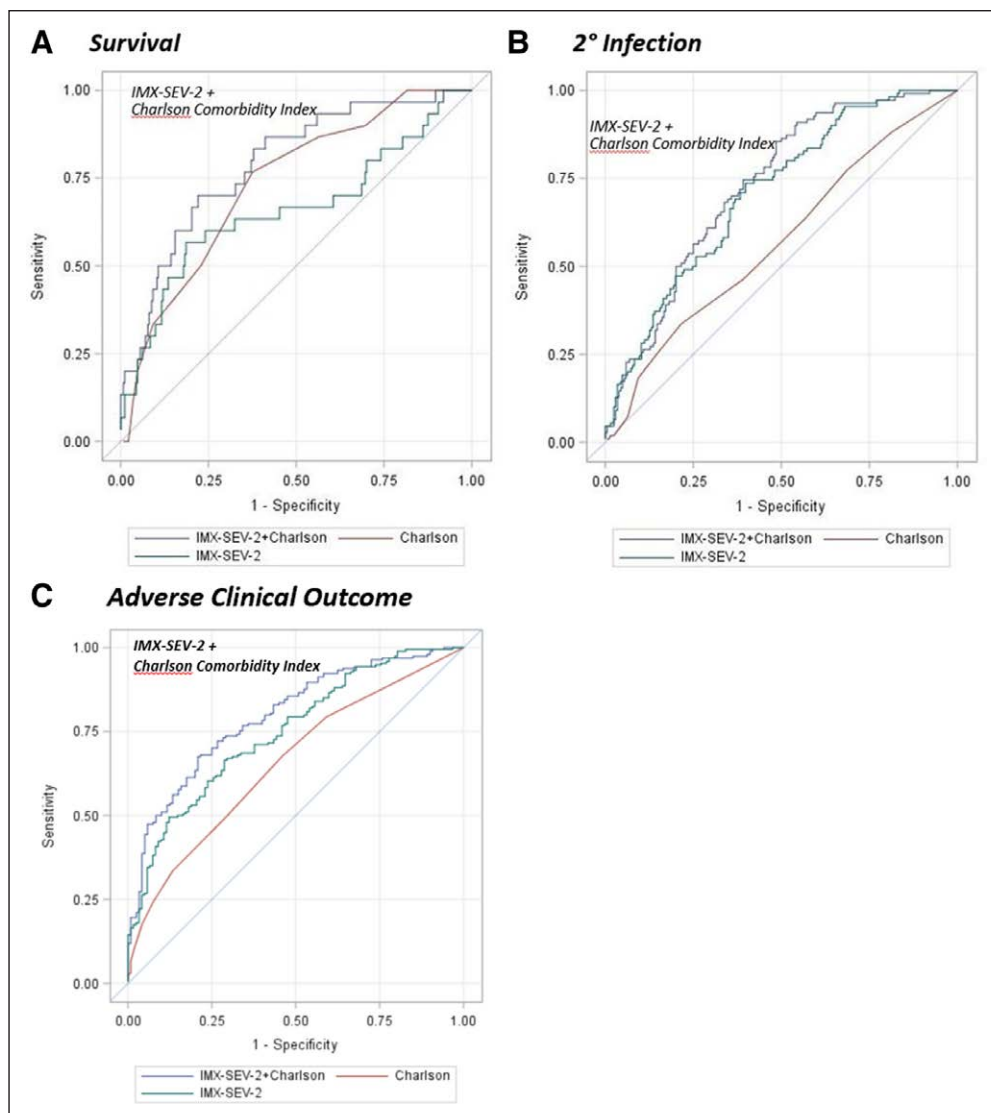 A Survival
IMX-SEV-2 +
Charlson Comorbidity Index
1.00
0.75
0.50
0.25
0.00
Sensitivity
0.00 0.25 0.50 0.75 1.00
1 - Specificity
IMX-SEV-2+Charlson Charlson
IMX-SEV-2
B 2° Infection
IMX-SEV-2 +
Charlson Comorbidity Index
1.00
0.75
0.50
0.25
0.00
Sensitivity
0.00 0.25 0.50 0.75 1.00
1 - Specificity
IMX-SEV-2+Charlson Charlson
IMX-SEV-2
C Adverse Clinical Outcome
IMX-SEV-2 +
Charlson Comorbidity Index
1.00
0.75
0.50
0.25
0.00
Sensitivity
0.00 0.25 0.50 0.75 1.00
1 - Specificity
IMX-SEV-2+Charlson Charlson
IMX-SEV-2